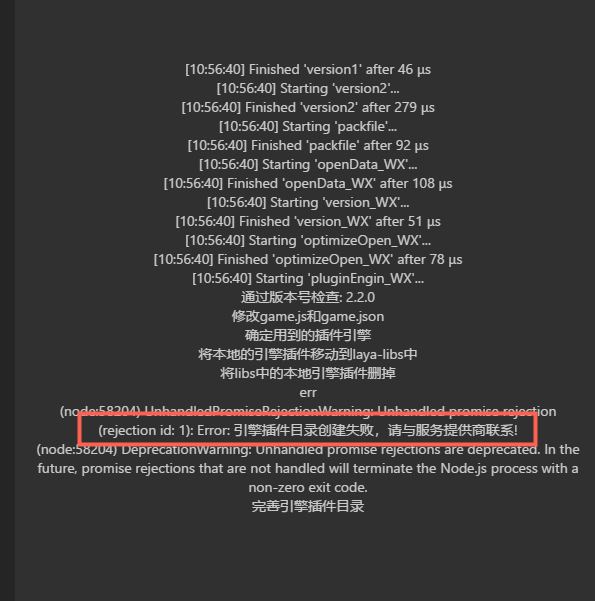 [10:56:40] Finished 'version1' after 46 μs
[10:56:40] Starting 'version2'...
[10:56:40] Finished 'version2' after 279 μs
[10:56:40] Starting 'packfile'...
[10:56:40] Finished 'packfile' after 92 μs
[10:56:40] Starting 'openData_WX'...
[10:56:40] Finished 'openData_WX' after 108 μs
[10:56:40] Starting 'version_WX'...
[10:56:40] Finished 'version_WX' after 51 μs
[10:56:40] Starting 'optimizeOpen_WX'...
[10:56:40] Finished 'optimizeOpen_WX' after 78 μs
[10:56:40] Starting 'pluginEngin_WX'...
通过版本号检查: 2.2.0
修改game.js和game.json
确定用到的插件引擎
将本地的引擎插件移动到laya-libs中
将libs中的本地引擎插件删掉
err
(node:58204) UnhandledPromiseRejectionWarning: Unhandled promise rejection
(rejection id: 1): Error: 引擎插件目录创建失败，请与服务提供商联系!
(node:58204) DeprecationWarning: Unhandled promise rejections are deprecated. In the
future, promise rejections that are not handled will terminate the Node.js process with a
non-zero exit code.
完善引擎插件目录